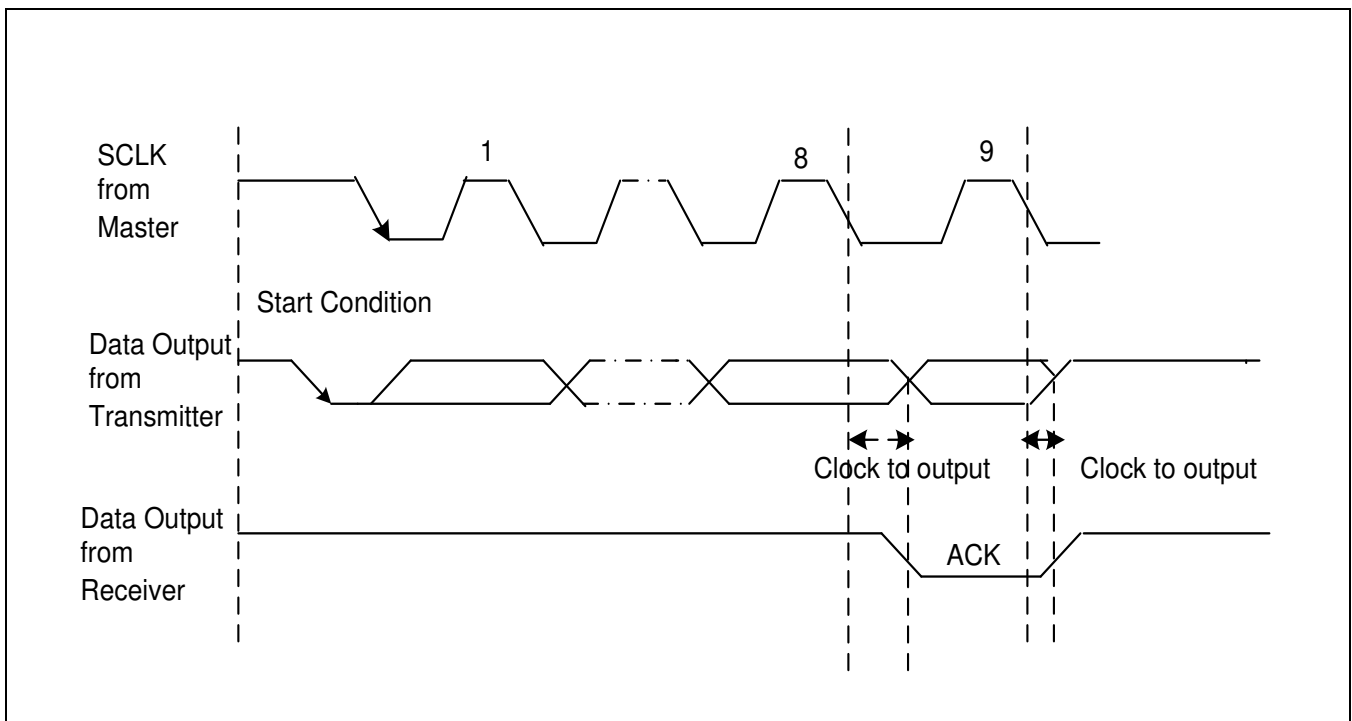 SCLK
from
Master
1
8
9
Start Condition
Data Output
from
Transmitter
Clock to output
Clock to output
Data Output
from
Receiver
ACK